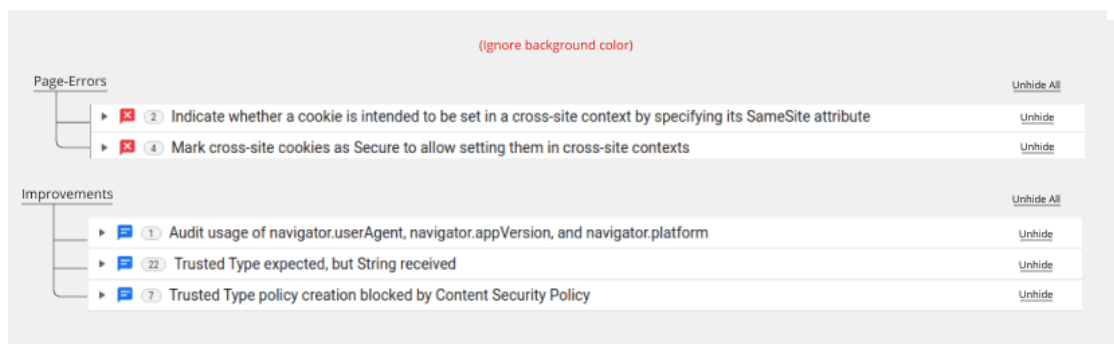 (Ignore background color)
Page-Errors
Unhide All
2 Indicate whether a cookie is intended to be set in a cross-site context by specifying its SameSite attribute Unhide
4 Mark cross-site cookies as Secure to allow setting them in cross-site contexts Unhide
Improvements
Unhide All
1 Audit usage of navigator.userAgent, navigator.appVersion, and navigator.platform Unhide
22 Trusted Type expected, but String received Unhide
7 Trusted Type policy creation blocked by Content Security Policy Unhide